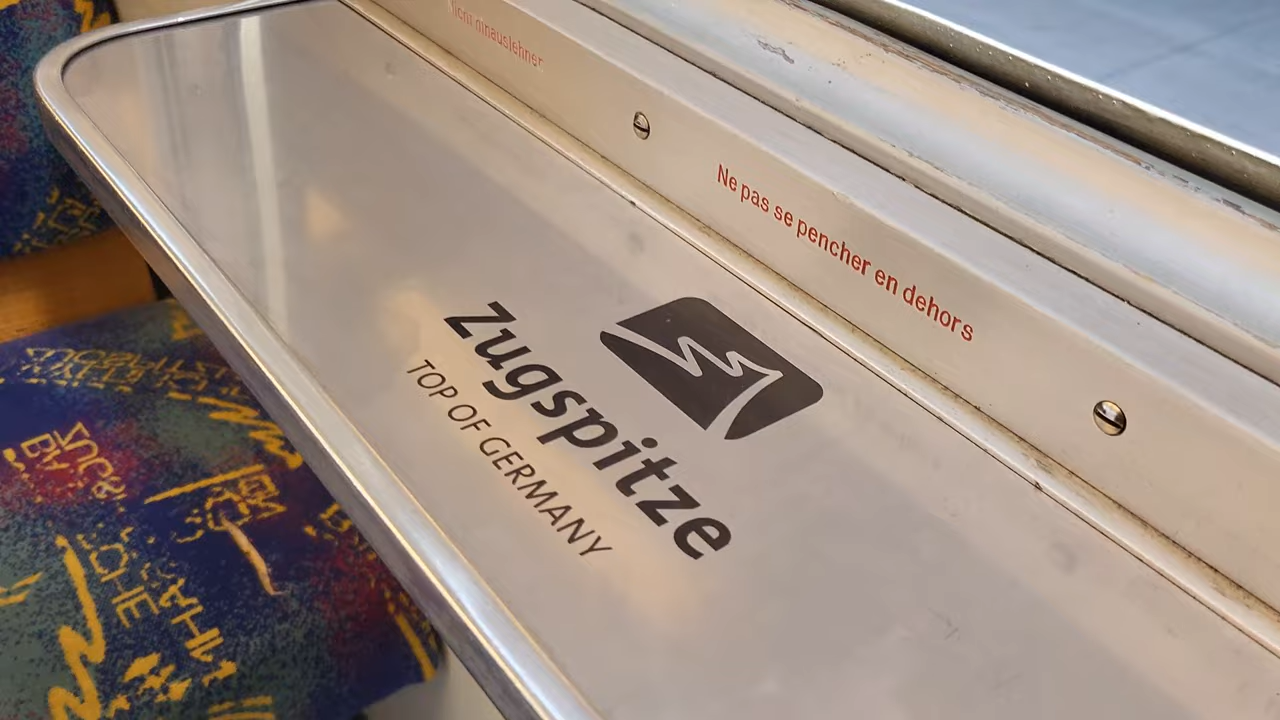 Nicht hinauslehnen
Ne pas se pencher en dehors
Zugspitze
TOP OF GERMANY